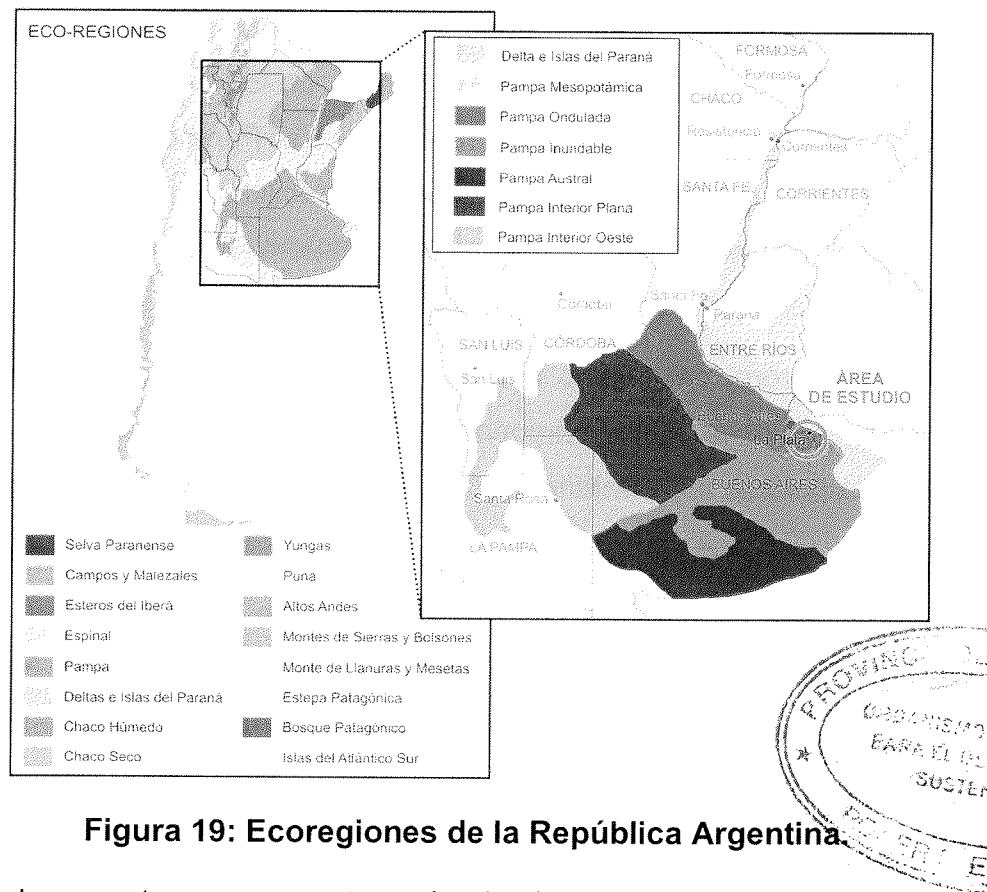 ECO-REGIONES
Delta e Islas del Paraná
Pampa Mesopotámica
Pampa Ondulada
Pampa Inundable
Pampa Austral
Pampa Interior Plana
Pampa Interior Oeste
FORMOSA
Formosa
CHACO
Resistencia
Corrientes
SANTA FE
CORRIENTES
Córdoba
Santa Fe
Paraná
SAN LUIS
CÓRDOBA
ENTRE RÍOS
San Luis
ÁREA
DE ESTUDIO
Buenos Aires
La Plata
BUENOS AIRES
Santa Rosa
LA PAMPA
Selva Paranense
Campos y Malezales
Esteros del Iberá
Espinal
Pampa
Deltas e Islas del Paraná
Chaco Húmedo
Chaco Seco
Yungas
Puna
Altos Andes
Montes de Sierras y Bolsones
Monte de Llanuras y Mesetas
Estepa Patagónica
Bosque Patagónico
Islas del Atlántico Sur
PARA EL
Figura 19: Ecoregiones de la República Argentina.